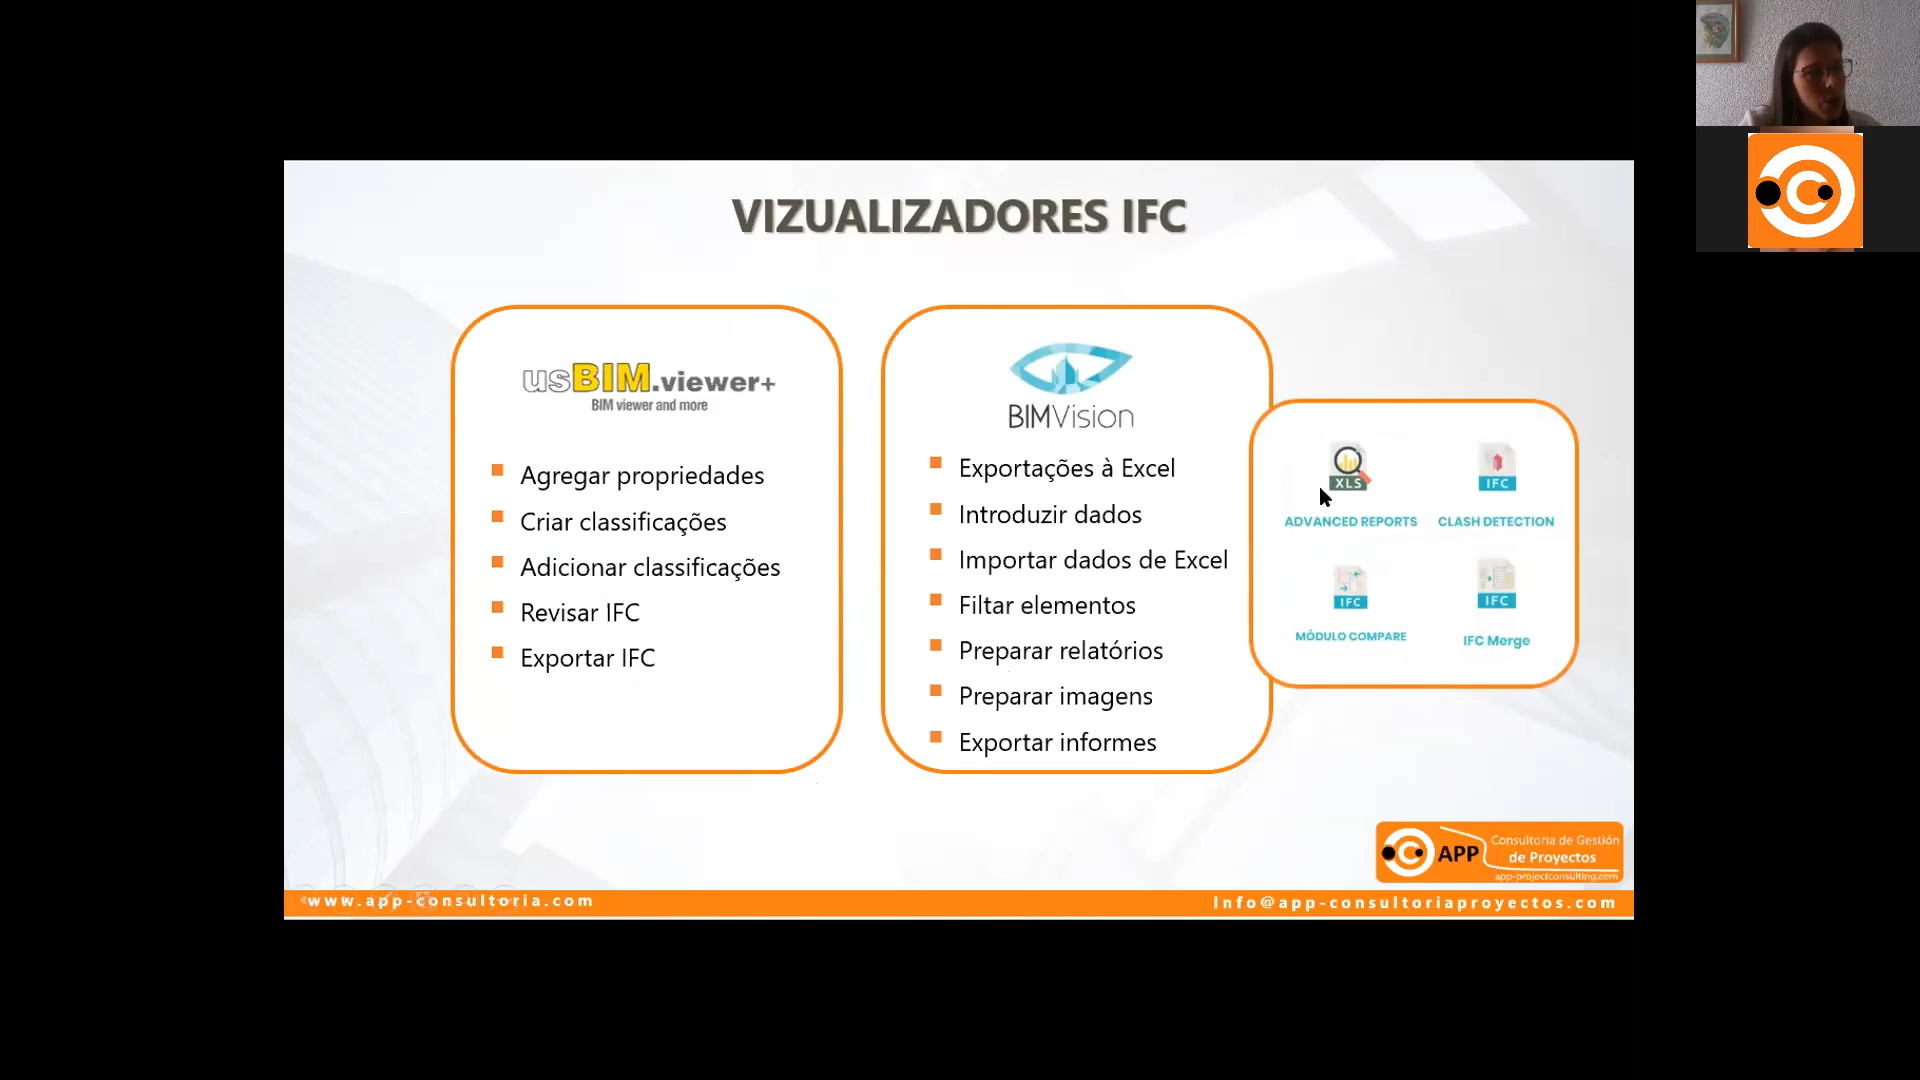 VIZUALIZADORES IFC
usBIM.viewer+
BIM viewer and more
Agregar propriedades
Criar classificações
Adicionar classificações
Revisar IFC
Exportar IFC
BIMVision
Exportações à Excel
Introduzir dados
Importar dados de Excel
Filtar elementos
Preparar relatórios
Preparar imagens
Exportar informes
XLS
ADVANCED REPORTS
IFC
CLASH DETECTION
IFC
MÓDULO COMPARE
IFC
IFC Merge
APP
Consultoria de Gestión
de Proyectos
app-projectconsulting.com
www.app-consultoria.com
Info@app-consultoriaproyectos.com